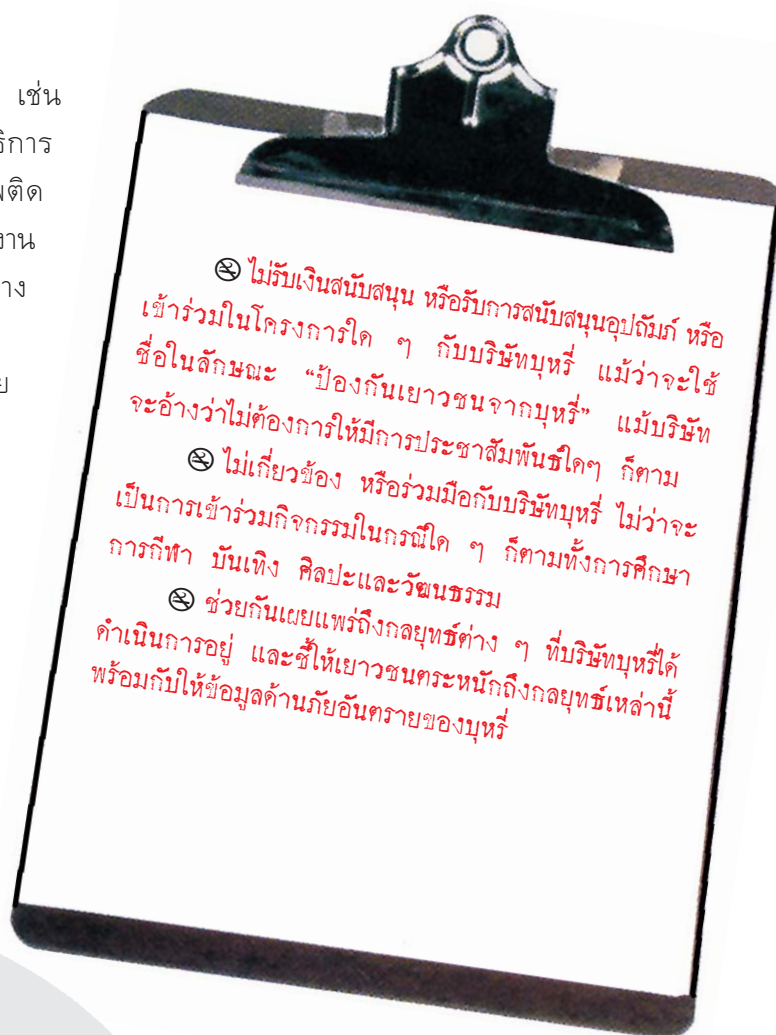 เช่น
งาน
ไม่รับเงินสนับสนุน หรือรับการสนับสนุนอุปถัมภ์ หรือ
เข้าร่วมในโครงการใด ๆ กับบริษัทบุหรี่ แม้ว่าจะใช้
ชื่อในลักษณะ “ป้องกันเยาวชนจากบุหรี่” แม้บริษัท
จะอ้างว่าไม่ต้องการให้มีการประชาสัมพันธ์ใดๆ ก็ตาม
ไม่เกี่ยวข้อง หรือร่วมมือกับบริษัทบุหรี่ ไม่ว่าจะ
เป็นการเข้าร่วมกิจกรรมในกรณีใด ๆ ก็ตามทั้งการศึกษา
การกีฬา บันเทิง ศิลปะและวัฒนธรรม
ช่วยกันเผยแพร่ถึงกลยุทธ์ต่าง ๆ ที่บริษัทบุหรี่ได้
ดำเนินการอยู่ และชี้ให้เยาวชนตระหนักถึงกลยุทธ์เหล่านี้
พร้อมกับให้ข้อมูลด้านภัยอันตรายของบุหรี่